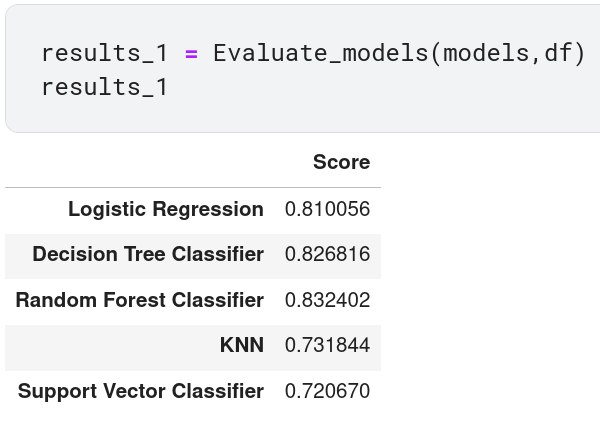 results_1 = Evaluate_models(models,df)
results_1
Score
Logistic Regression 0.810056
Decision Tree Classifier 0.826816
Random Forest Classifier 0.832402
KNN 0.731844
Support Vector Classifier 0.720670